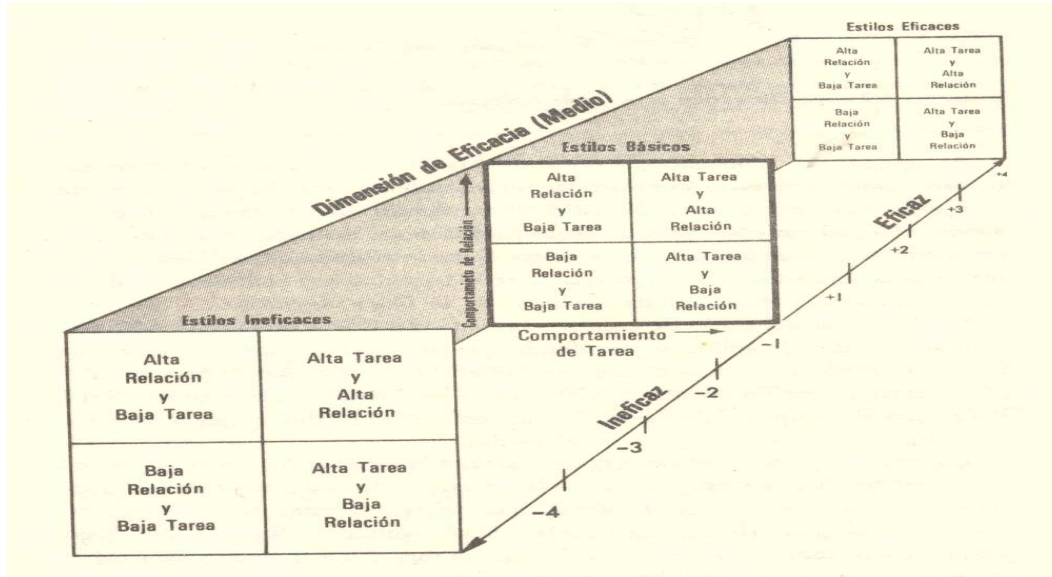 Estilos Eficaces
Alta
Relación
y
Baja Tarea
Alta Tarea
y
Alta
Relación
Baja
Relación
y
Baja Tarea
Alta Tarea
y
Baja
Relación
Dimensión de Eficacia (Medio)
Estilos Básicos
Alta
Relación
y
Baja Tarea
Alta Tarea
y
Alta
Relación
Baja
Relación
y
Baja Tarea
Alta Tarea
y
Baja
Relación
Comportamieto de Relación
Comportamiento
de Tarea
Estilos Ineficaces
Alta
Relación
y
Baja Tarea
Alta Tarea
y
Alta
Relación
Baja
Relación
y
Baja Tarea
Alta Tarea
y
Baja
Relación
Eficaz
+4
+3
+2
+1
Ineficaz
-1
-2
-3
-4